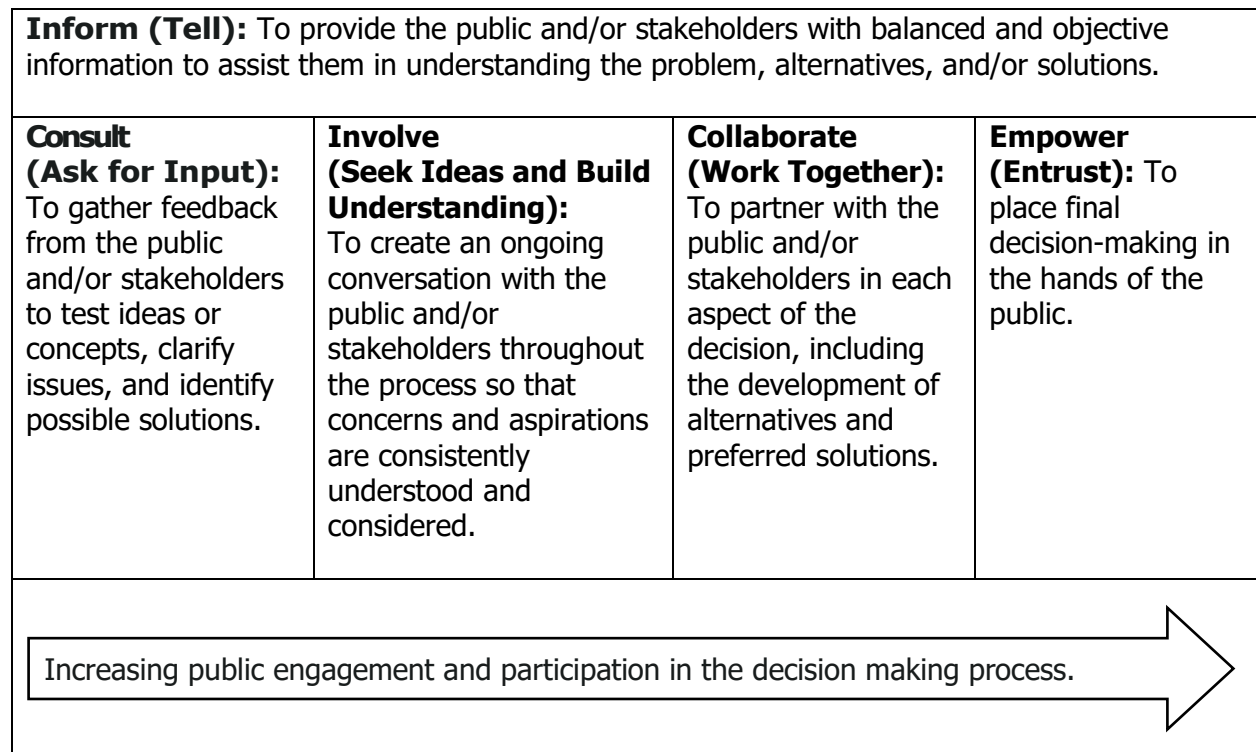 Inform (Tell): To provide the public and/or stakeholders with balanced and objective
information to assist them in understanding the problem, alternatives, and/or solutions.
Consult
(Ask for Input):
To gather feedback
from the public
and/or stakeholders
to test ideas or
concepts, clarify
issues, and identify
possible solutions.
Involve
(Seek Ideas and Build
Understanding):
To create an ongoing
conversation with the
public and/or
stakeholders throughout
the process so that
concerns and aspirations
are consistently
understood and
considered.
Collaborate
(Work Together):
To partner with the
public and/or
stakeholders in each
aspect of the
decision, including
the development of
alternatives and
preferred solutions.
Empower
(Entrust): To
place final
decision-making in
the hands of the
public.
Increasing public engagement and participation in the decision making process.